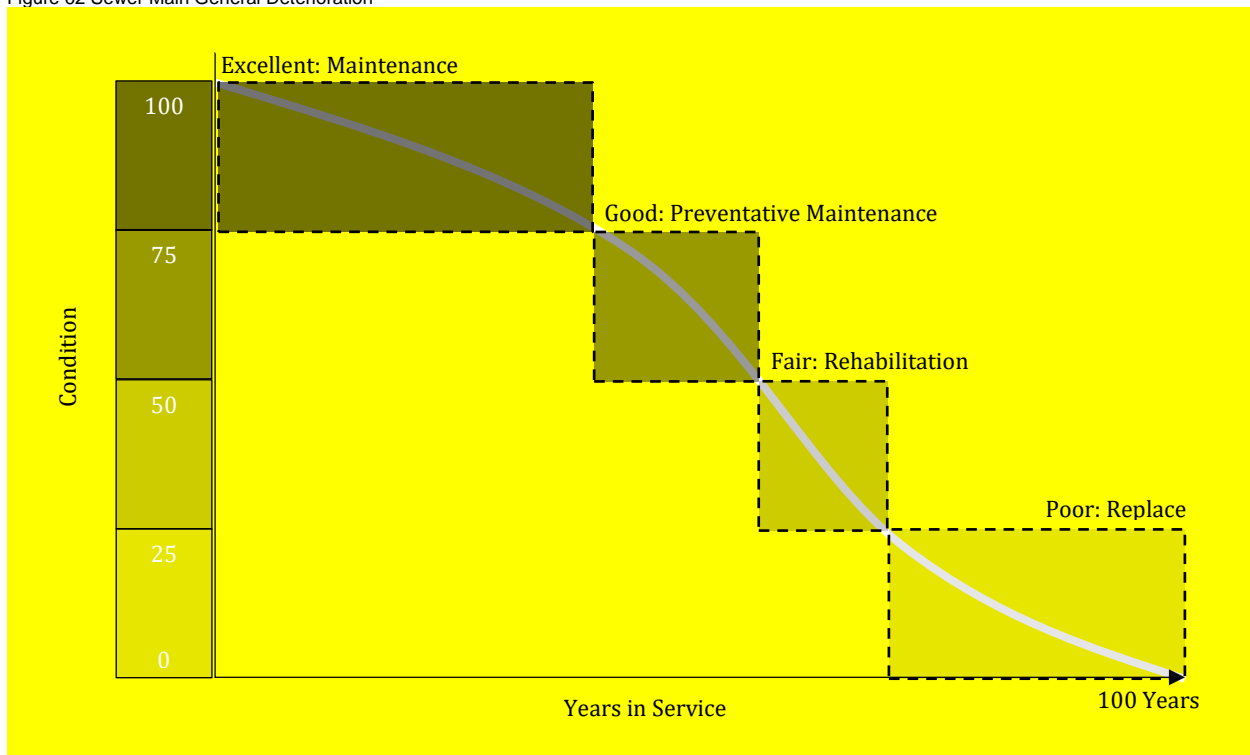 Figure 62 Sewer Main General Deterioration
Excellent: Maintenance
100
Good: Preventative Maintenance
75
Condition
Fair: Rehabilitation
50
Poor: Replace
25
0
100 Years
Years in Service